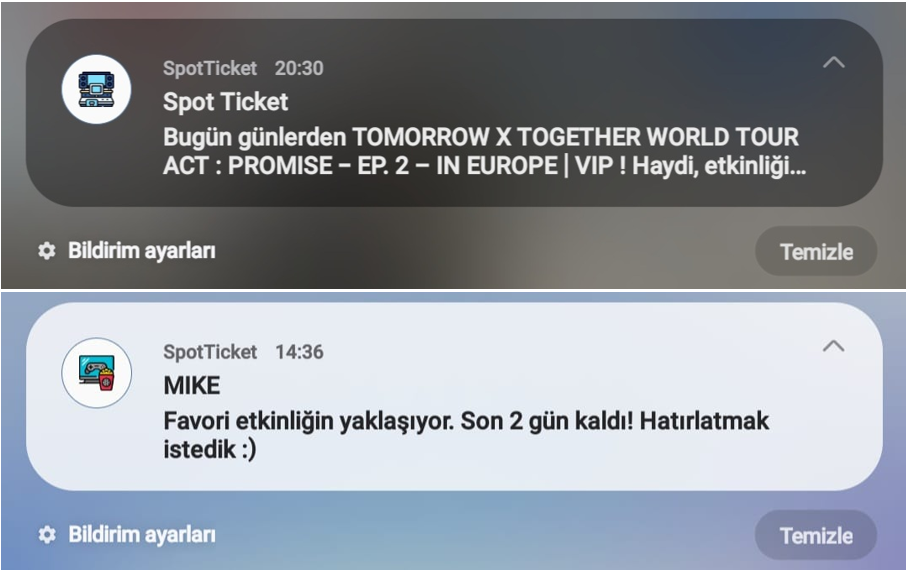 SpotTicket 20:30
Spot Ticket
Bugün günlerden TOMORROW X TOGETHER WORLD TOUR
ACT : PROMISE – EP. 2 – IN EUROPE | VIP ! Haydi, etkinliği...
Bildirim ayarları
Temizle
SpotTicket 14:36
MIKE
Favori etkinliğin yaklaşıyor. Son 2 gün kaldı! Hatırlatmak
istedik :)
Bildirim ayarları
Temizle